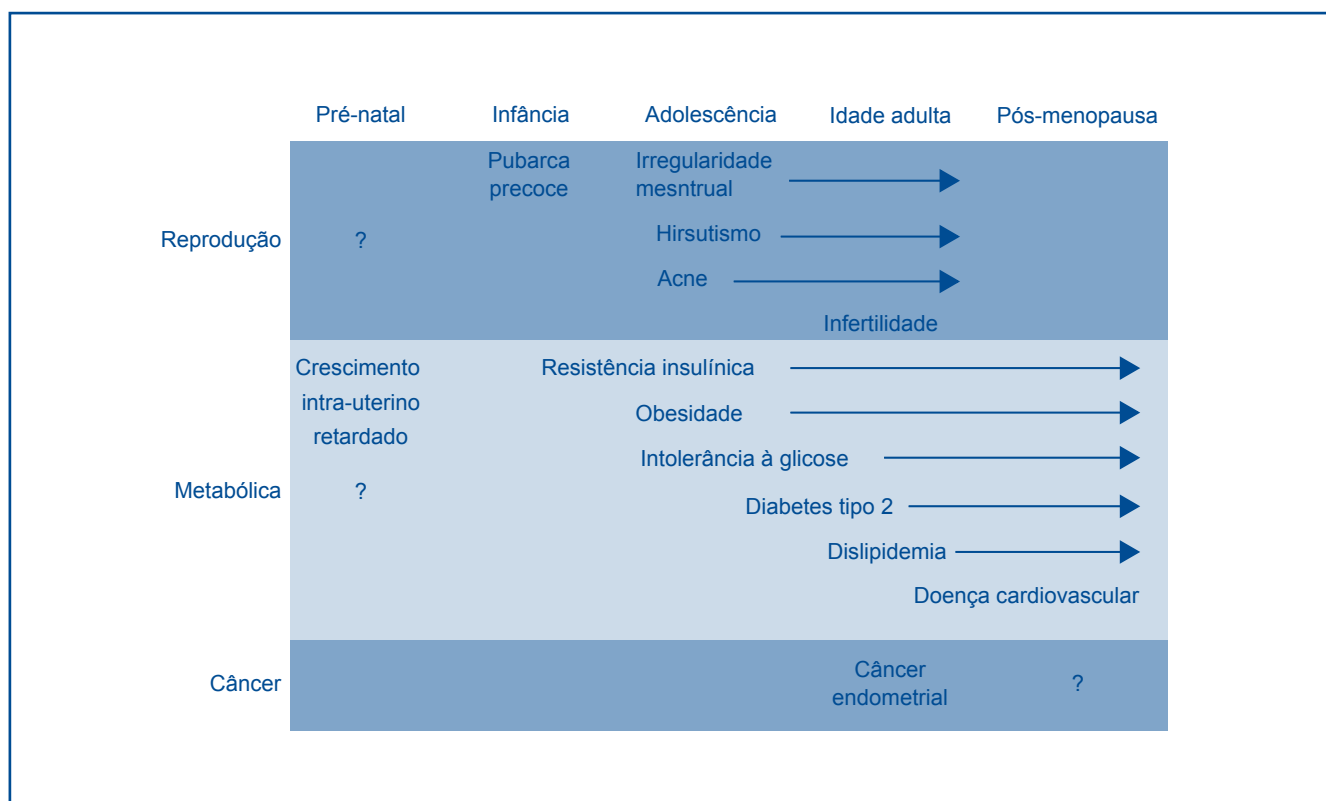 Pré-natal Infância Adolescência Idade adulta Pós-menopausa
Pubarca precoce
Irregularidade mesntrual
Reprodução
?
Hirsutismo
Acne
Infertilidade
Crescimento
intra-uterino
retardado
Resistência insulínica
Obesidade
Intolerância à glicose
Metabólica
?
Diabetes tipo 2
Dislipidemia
Doença cardiovascular
Câncer
Câncer
endometrial
?